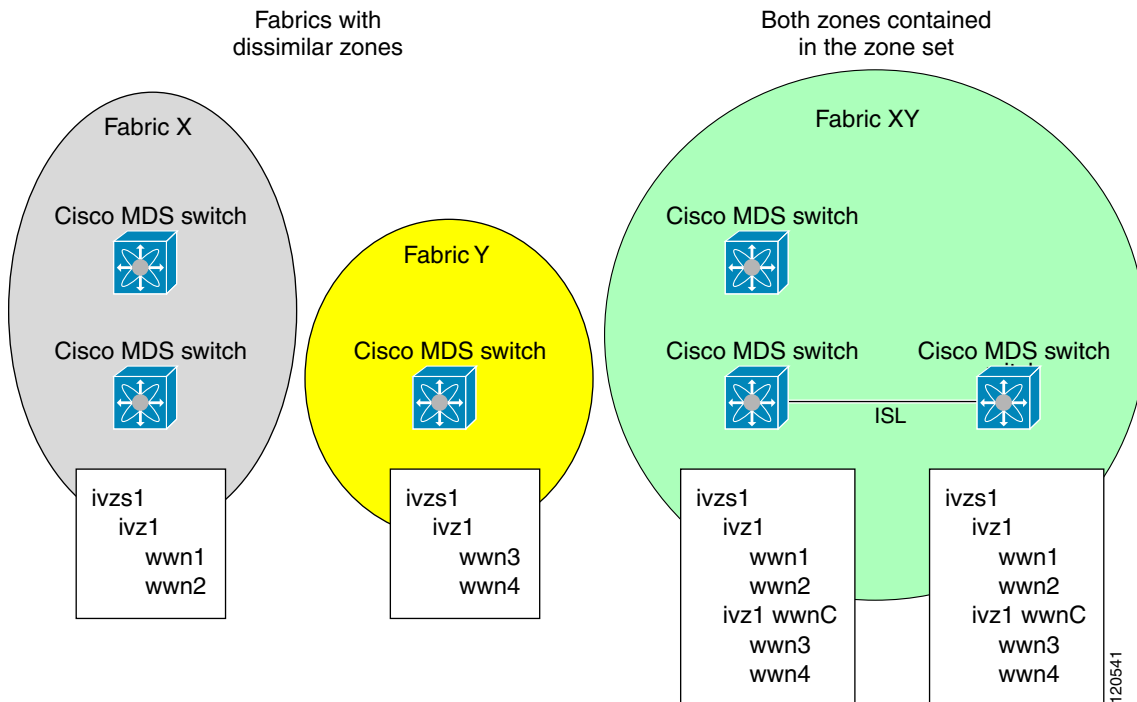 Fabrics with
dissimilar zones
Both zones contained
in the zone set
Fabric X
Cisco MDS switch
Cisco MDS switch
Fabric Y
Cisco MDS switch
Fabric XY
Cisco MDS switch
Cisco MDS switch
Cisco MDS switch
ISL
ivzs1
ivz1
wwn1
wwn2
ivzs1
ivz1
wwn3
wwn4
ivzs1
ivz1
wwn1
wwn2
ivz1 wwnC
wwn3
wwn4
ivzs1
ivz1
wwn1
wwn2
ivz1 wwnC
wwn3
wwn4
120541